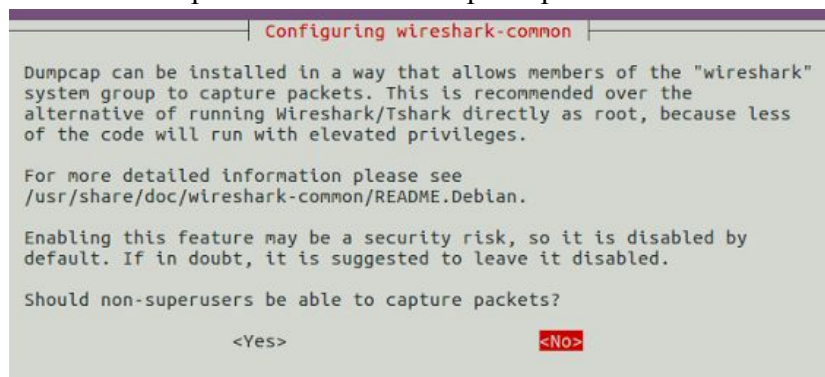 Configuring wireshark-common
Dumpcap can be installed in a way that allows members of the "wireshark"
system group to capture packets. This is recommended over the
alternative of running Wireshark/Tshark directly as root, because less
of the code will run with elevated privileges.
For more detailed information please see
/usr/share/doc/wireshark-common/README.Debian.
Enabling this feature may be a security risk, so it is disabled by
default. If in doubt, it is suggested to leave it disabled.
Should non-superusers be able to capture packets?
<Yes> <No>